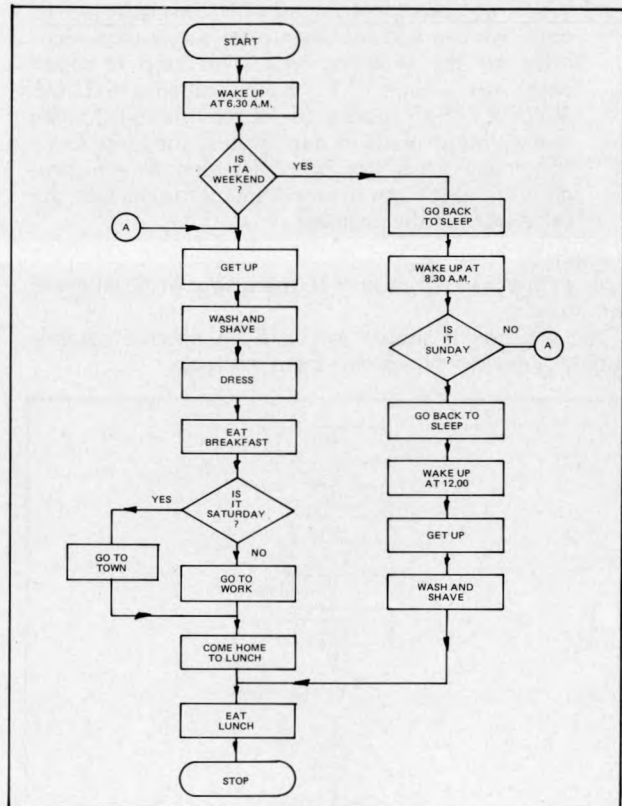 START
WAKE UP
AT 6.30 A.M.
IS
IT A
WEEKEND
?
YES
A
GET UP
WASH AND
SHAVE
DRESS
EAT
BREAKFAST
IS
IT
SATURDAY
?
YES
NO
GO TO
TOWN
GO TO
WORK
COME HOME
TO LUNCH
EAT
LUNCH
STOP
GO BACK
TO SLEEP
WAKE UP AT
8.30 A.M.
IS
IT
SUNDAY
?
NO
A
GO BACK TO
SLEEP
WAKE UP
AT 12.00
GET UP
WASH AND
SHAVE